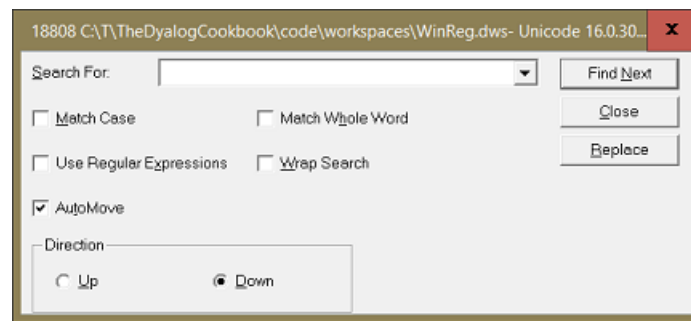 18808 C:\T\TheDyalogCookbook\code\workspaces\WinReg.dws- Unicode 16.0.30... x
Search For: Find Next
Match Case Match Whole Word Close
Use Regular Expressions Wrap Search Replace
AutoMove
Direction
Up Down